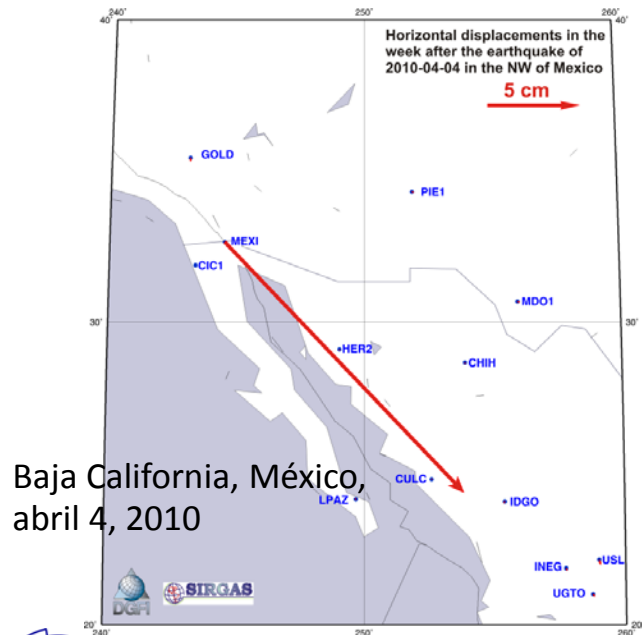 40˚
240˚
250˚
40˚
Horizontal displacements in the
week after the earthquake of
2010-04-04 in the NW of Mexico
5 cm
GOLD
PIE1
MEXI
CIC1
MDO1
30˚
30˚
HER2
CHIH
Baja California, México,
abril 4, 2010
CULC
LPAZ
IDGO
USL
INEG
UGTO
DGFI
SIRGAS
20˚
240˚
250˚
20˚
260˚